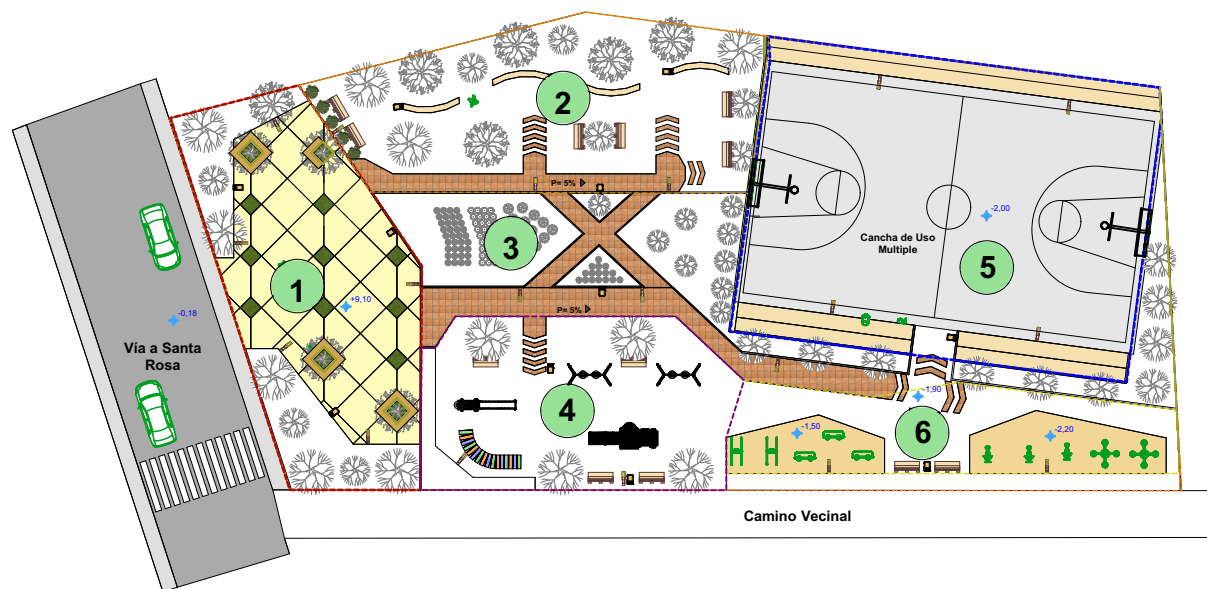 2
P= 5%
-2,00
3
Cancha de Uso
Multiple
5
1
+9,10
-0,18
P= 5%
Vía a Santa
Rosa
4
-1,90
6
-1,50
-2,20
Camino Vecinal